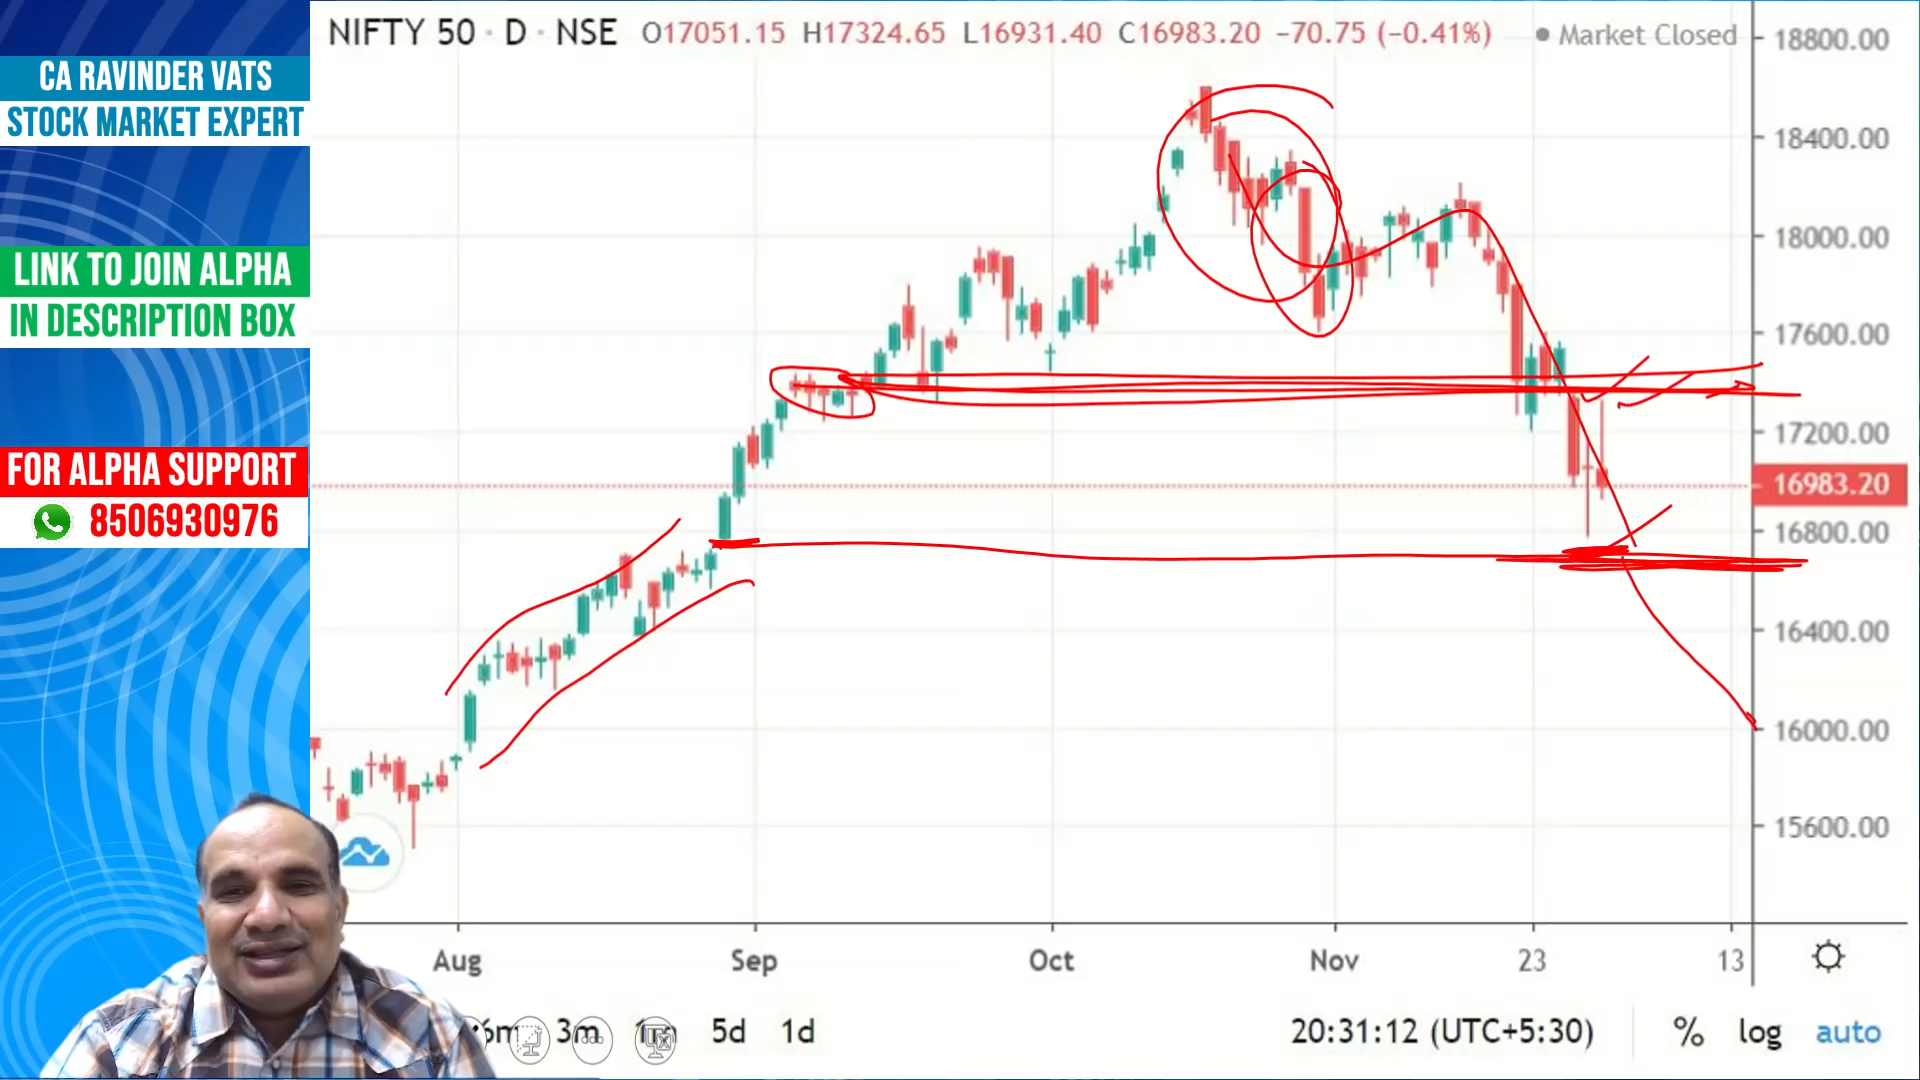 CA RAVINDER VATS
STOCK MARKET EXPERT
LINK TO JOIN ALPHA
IN DESCRIPTION BOX
FOR ALPHA SUPPORT
8506930976
NIFTY 50 · D · NSE O17051.15 H17324.65 L16931.40 C16983.20 −70.75 (−0.41%) Market Closed
18800.00
18400.00
18000.00
17600.00
17200.00
16983.20
16800.00
16400.00
16000.00
15600.00
Aug Sep Oct Nov 23 13
6m 3m 1m 5d 1d 20:31:12 (UTC+5:30) % log auto